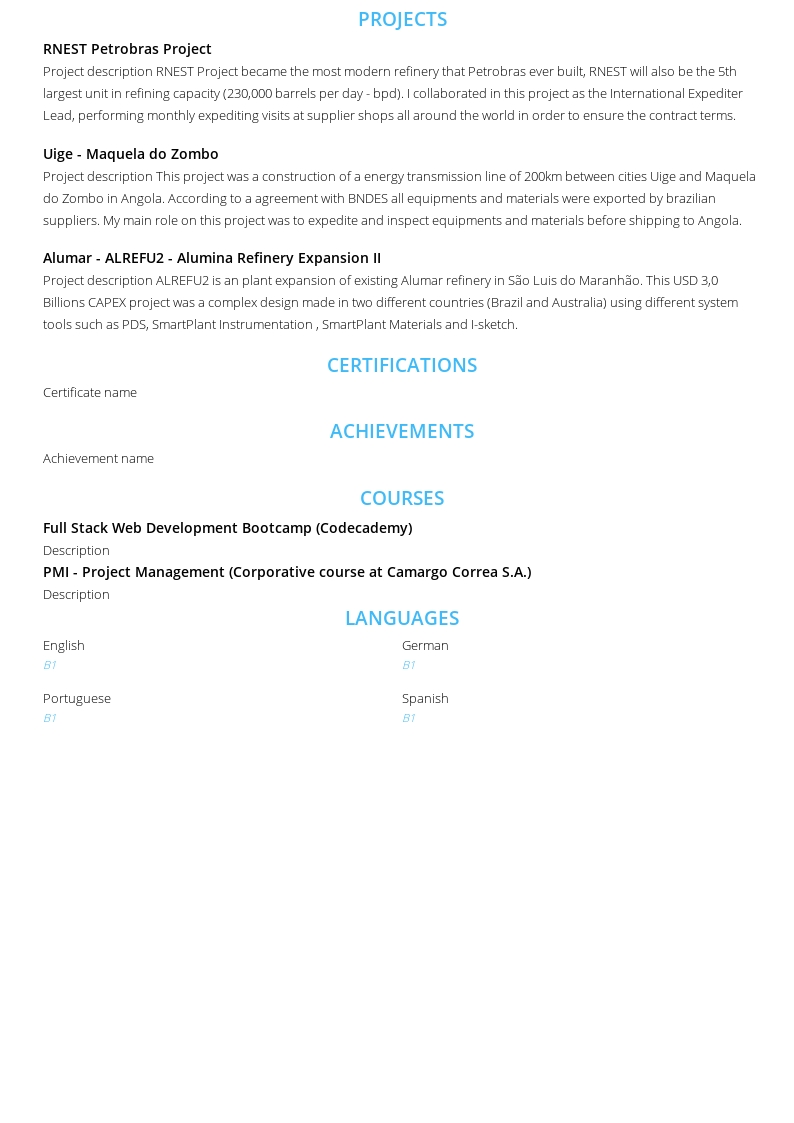 PROJECTS
RNEST Petrobras Project
Project description RNEST Project became the most modern refinery that Petrobras ever built, RNEST will also be the 5th
largest unit in refining capacity (230,000 barrels per day - bpd). I collaborated in this project as the International Expediter
Lead, performing monthly expediting visits at supplier shops all around the world in order to ensure the contract terms.
Uige - Maquela do Zombo
Project description This project was a construction of a energy transmission line of 200km between cities Uige and Maquela
do Zombo in Angola. According to a agreement with BNDES all equipments and materials were exported by brazilian
suppliers. My main role on this project was to expedite and inspect equipments and materials before shipping to Angola.
Alumar - ALREFU2 - Alumina Refinery Expansion II
Project description ALREFU2 is an plant expansion of existing Alumar refinery in São Luis do Maranhão. This USD 3,0
Billions CAPEX project was a complex design made in two different countries (Brazil and Australia) using different system
tools such as PDS, SmartPlant Instrumentation , SmartPlant Materials and I-sketch.
CERTIFICATIONS
Certificate name
ACHIEVEMENTS
Achievement name
COURSES
Full Stack Web Development Bootcamp (Codecademy)
Description
PMI - Project Management (Corporative course at Camargo Correa S.A.)
Description
LANGUAGES
English
B1
German
B1
Portuguese
B1
Spanish
B1